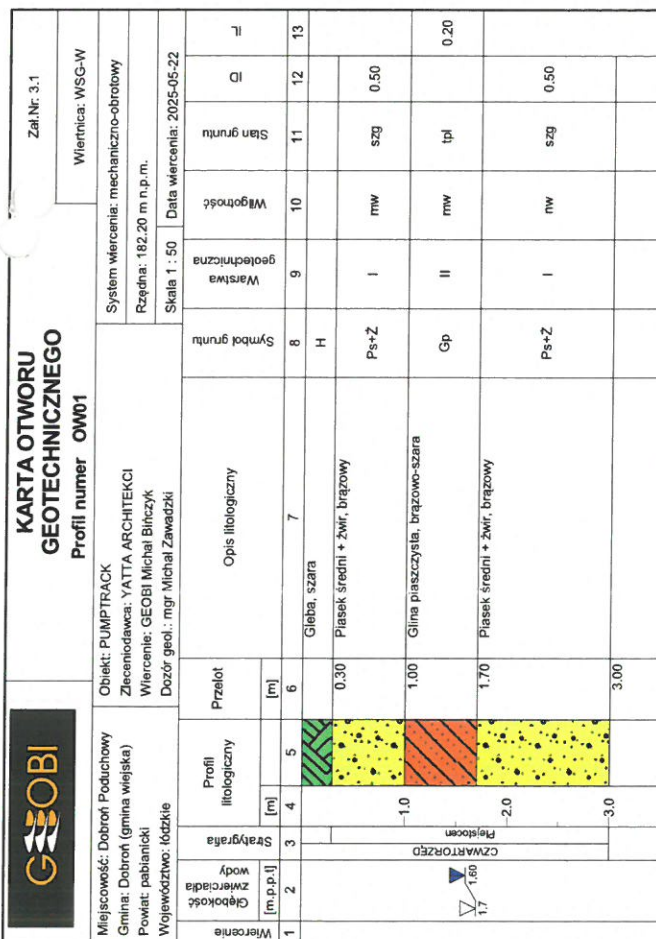 GEOBI
KARTA OTWORU
GEOTECHNICZNEGO
Profil numer OW01
Zał.Nr: 3.1
Wiertnica: WSG-W
Miejscowość: Dobroń Poduchowy
Gmina: Dobroń (gmina wiejska)
Powiat: pabianicki
Województwo: łódzkie
Obiekt: PUMPTRACK
Zleceniodawca: YATTA ARCHITEKCI
Wiercenie: GEOBI Michał Bińczyk
Dozór geol.: mgr Michał Zawadzki
System wiercenia: mechaniczno-obrotowy
Rzędna: 182.20 m n.p.m.
Skala 1 : 50
Data wiercenia: 2025-05-22
Wiercenie
Głębokość
zwierciadła
wody
[m.p.p.t]
Stratygrafia
Profil
litologiczny
[m]
Przelot
[m]
Opis litologiczny
Symbol gruntu
Warstwa
geotechniczna
Wilgotność
Stan gruntu
ID
IL
1 2 3 4 5 6 7 8 9 10 11 12 13
Gleba, szara H
0.30
Piasek średni + żwir, brązowy Ps+Ż I mw szg 0.50
1.0 1.00
Glina piaszczysta, brązowo-szara Gp II mw tpl 0.20
1.7 1.60
CZWARTORZĘD
Plejstocen
1.70
Piasek średni + żwir, brązowy Ps+Ż I nw szg 0.50
2.0
3.0 3.00